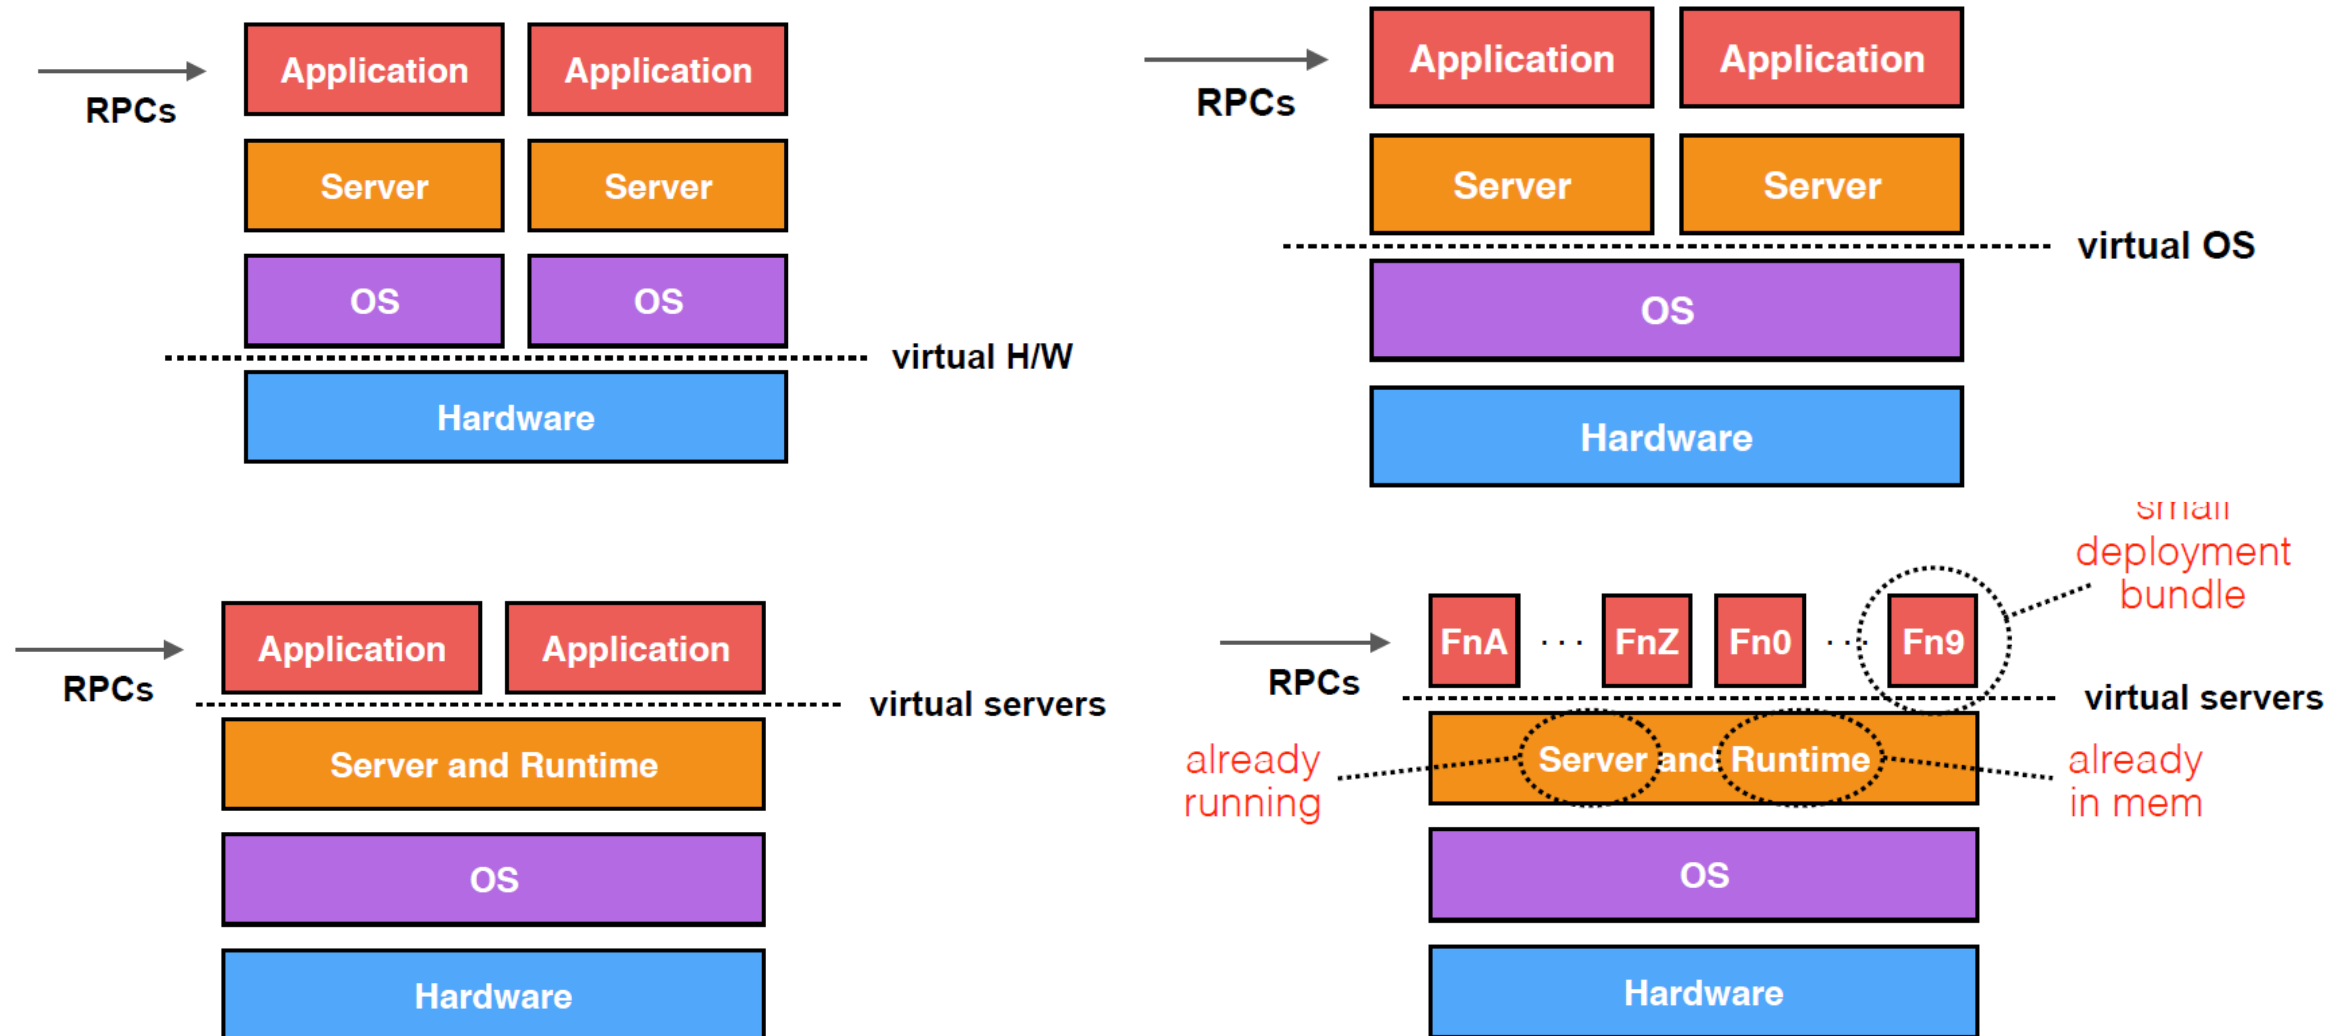 Application Application
RPCs
Server Server
OS OS
virtual H/W
Hardware
Application Application
RPCs
Server Server
virtual OS
OS
Hardware
Application Application
RPCs
virtual servers
Server and Runtime
OS
Hardware
small
deployment
bundle
FnA ... FnZ Fn0 ... Fn9
RPCs
virtual servers
already
running
Server and Runtime
already
in mem
OS
Hardware